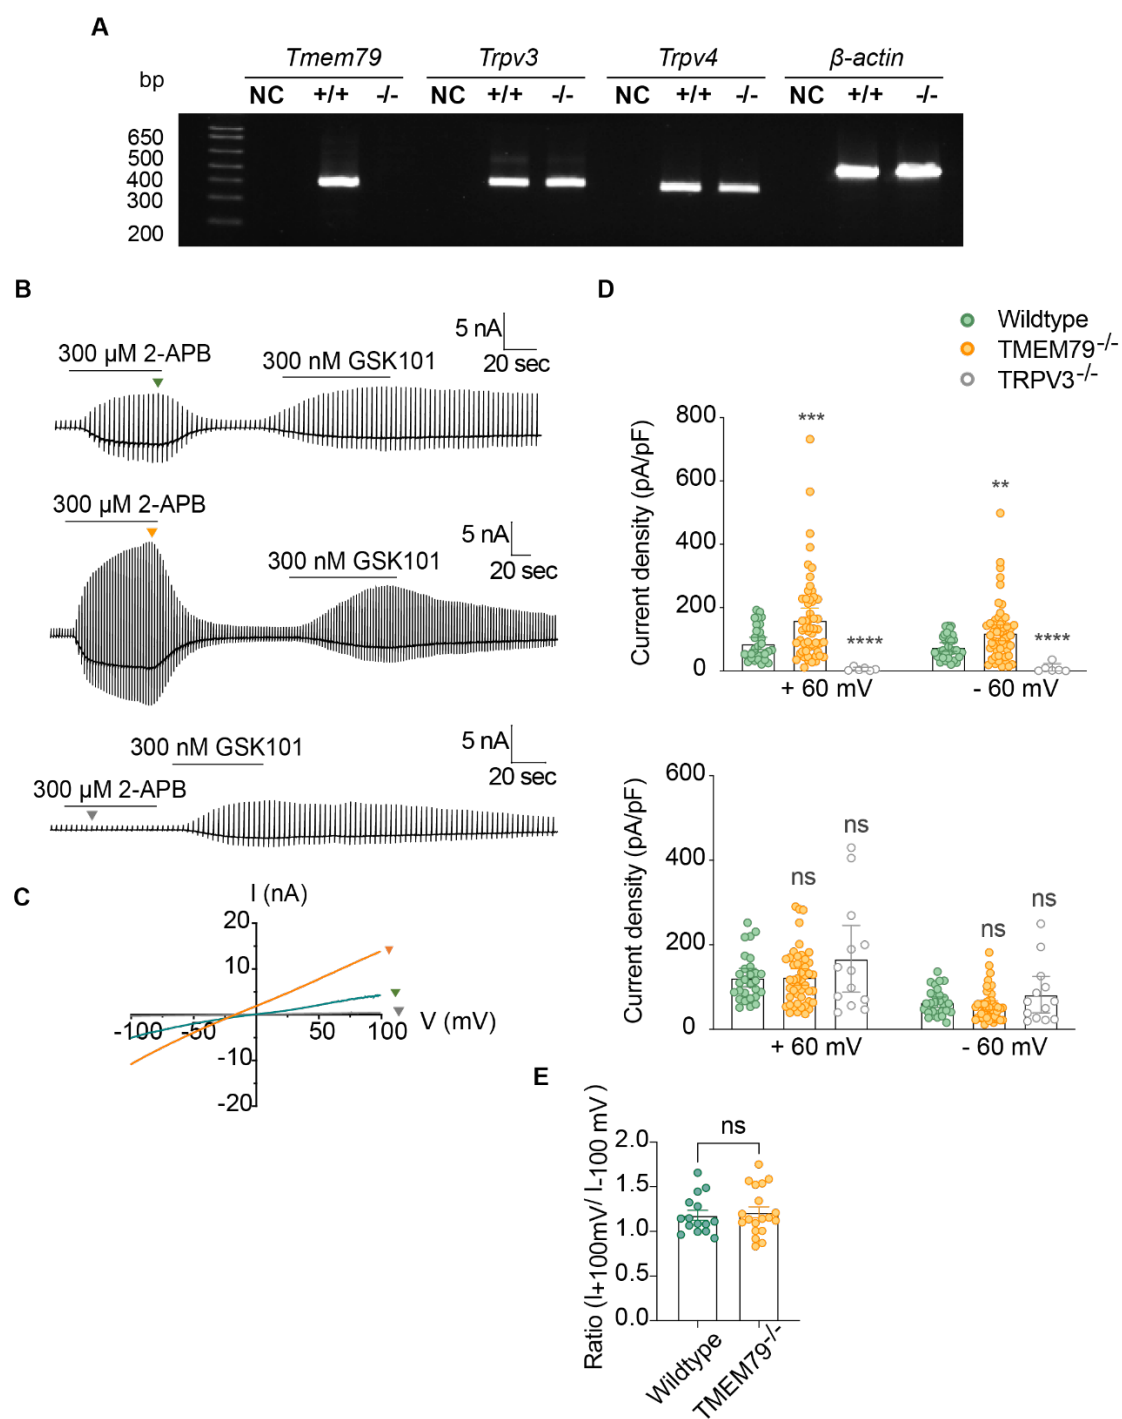 A
Tmem79 Trpv3 Trpv4 β-actin
bp
NC +/+ -/- NC +/+ -/- NC +/+ -/- NC +/+ -/-
650
500
400
300
200
B
5 nA
20 sec
300 µM 2-APB
300 nM GSK101
300 µM 2-APB
5 nA
300 nM GSK101
20 sec
5 nA
300 nM GSK101
20 sec
300 µM 2-APB
C
I (nA)
20
10
-100 -50 50 100 V (mV)
-10
-20
D
Wildtype
TMEM79-/-
TRPV3-/-
Current density (pA/pF)
800
600
400
200
0
*** **** ** ****
+ 60 mV - 60 mV
Current density (pA/pF)
600
400
200
0
ns ns ns ns
+ 60 mV - 60 mV
E
Ratio (I+100mV/ I-100 mV)
2.0
1.5
1.0
0.5
0.0
ns
Wildtype
TMEM79-/-